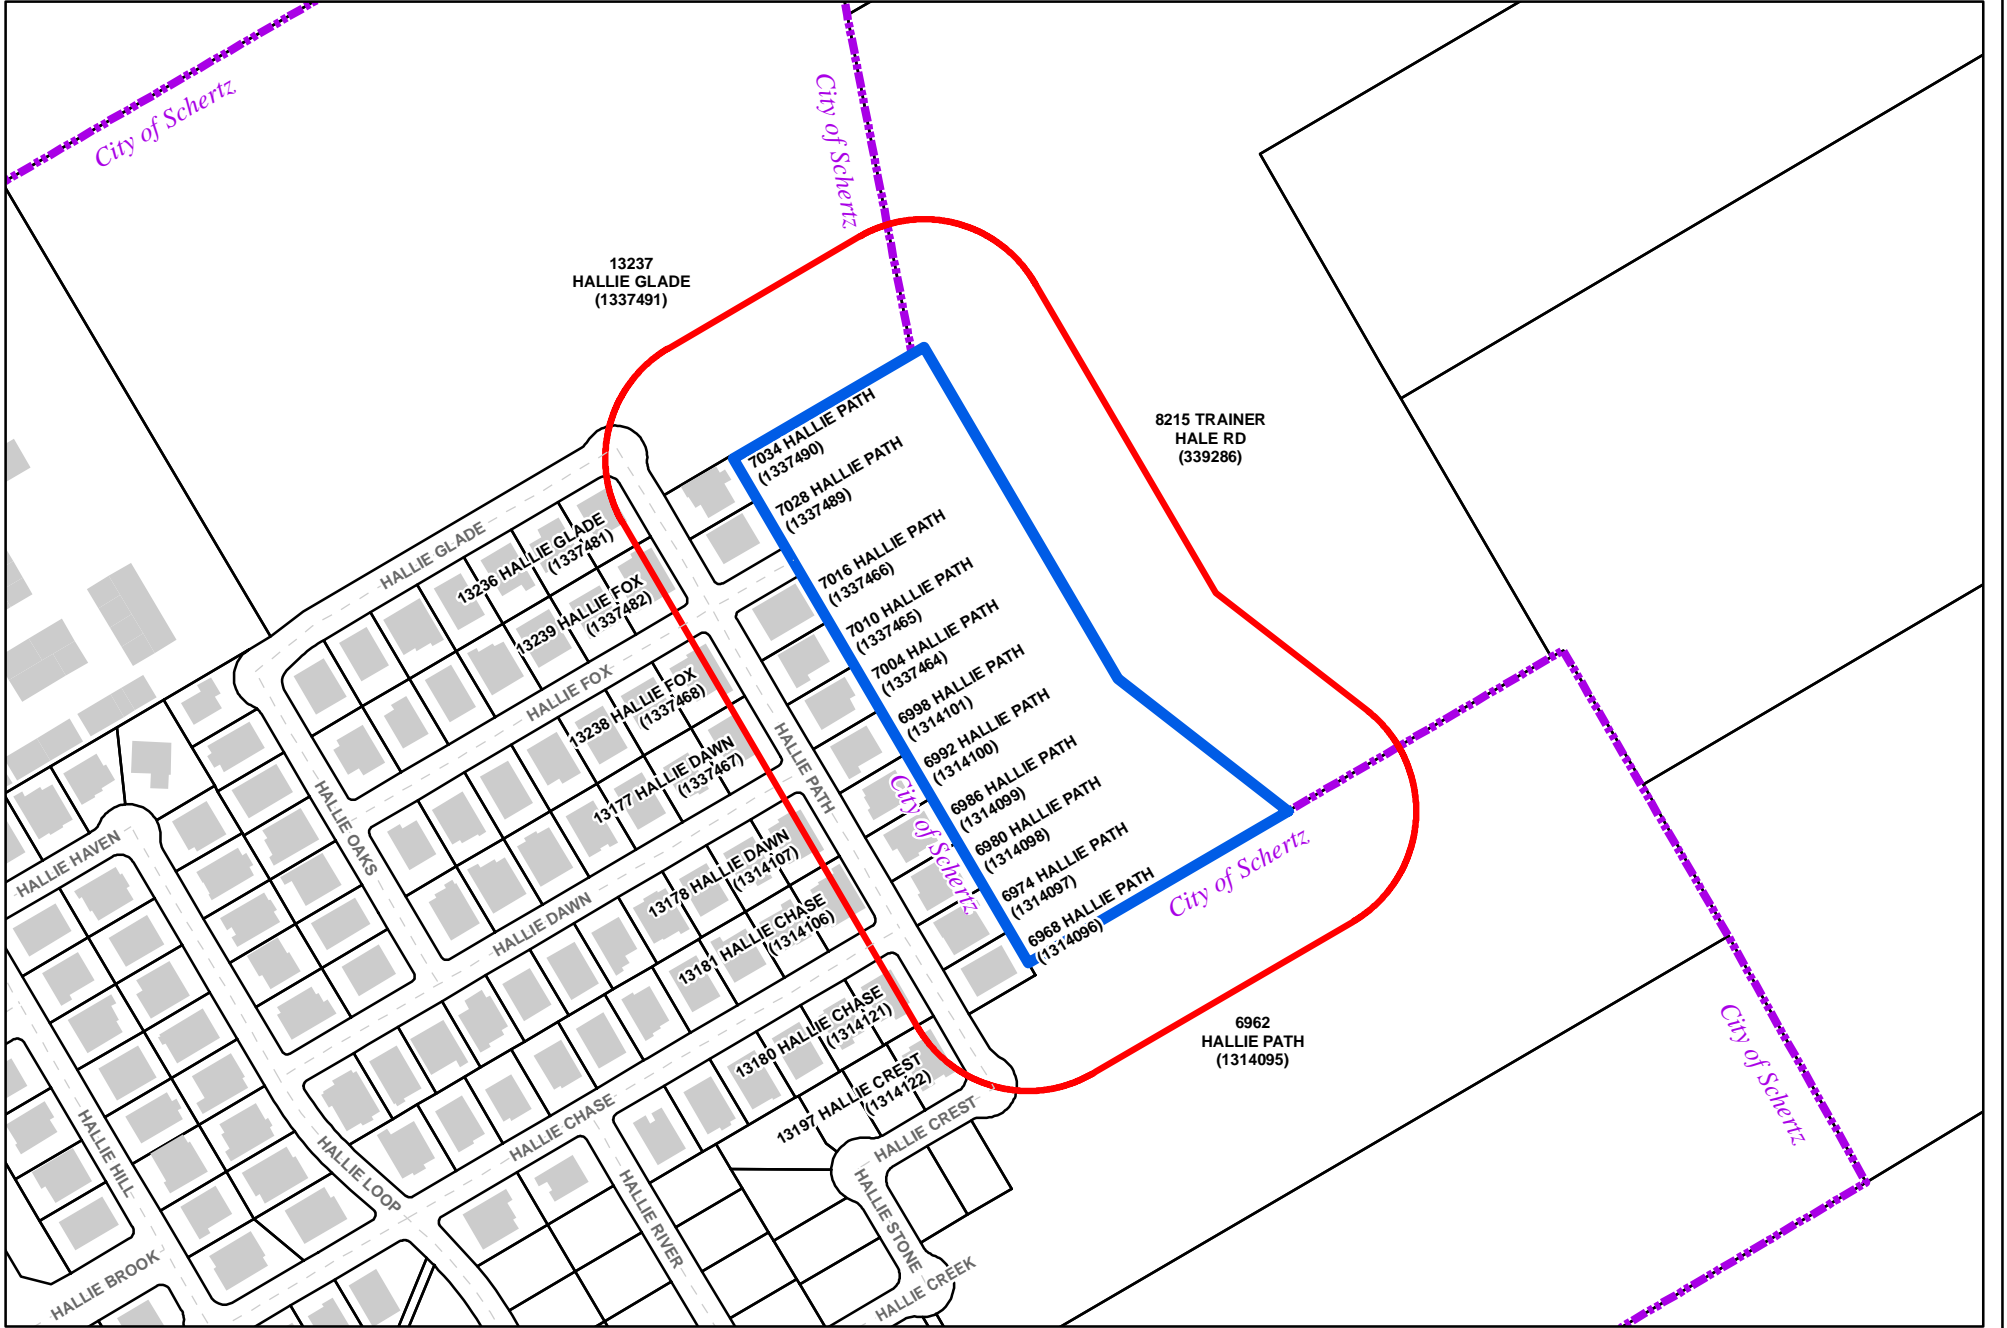 City of Schertz
City of Schertz
13237
HALLIE GLADE
(1337491)
8215 TRAINER
HALE RD
(339286)
7034 HALLIE PATH
(1337490)
7028 HALLIE PATH
(1337489)
7016 HALLIE PATH
(1337466)
7010 HALLIE PATH
(1337465)
7004 HALLIE PATH
(1337464)
6998 HALLIE PATH
(1314101)
6992 HALLIE PATH
(1314100)
6986 HALLIE PATH
(1314099)
6980 HALLIE PATH
(1314098)
6974 HALLIE PATH
(1314097)
6968 HALLIE PATH
(1314096)
HALLIE GLADE
13236 HALLIE GLADE
(1337481)
13239 HALLIE FOX
(1337482)
HALLIE FOX
13238 HALLIE FOX
(1337468)
13177 HALLIE DAWN
(1337467)
HALLIE PATH
City of Schertz
City of Schertz
HALLIE OAKS
HALLIE HAVEN
HALLIE DAWN
13178 HALLIE DAWN
(1314107)
13181 HALLIE CHASE
(1314106)
13180 HALLIE CHASE
(1314121)
13197 HALLIE CREST
(1314122)
6962
HALLIE PATH
(1314095)
City of Schertz
HALLIE CHASE
HALLIE CREST
HALLIE HILL
HALLIE LOOP
HALLIE RIVER
HALLIE STONE
HALLIE BROOK
HALLIE CREEK